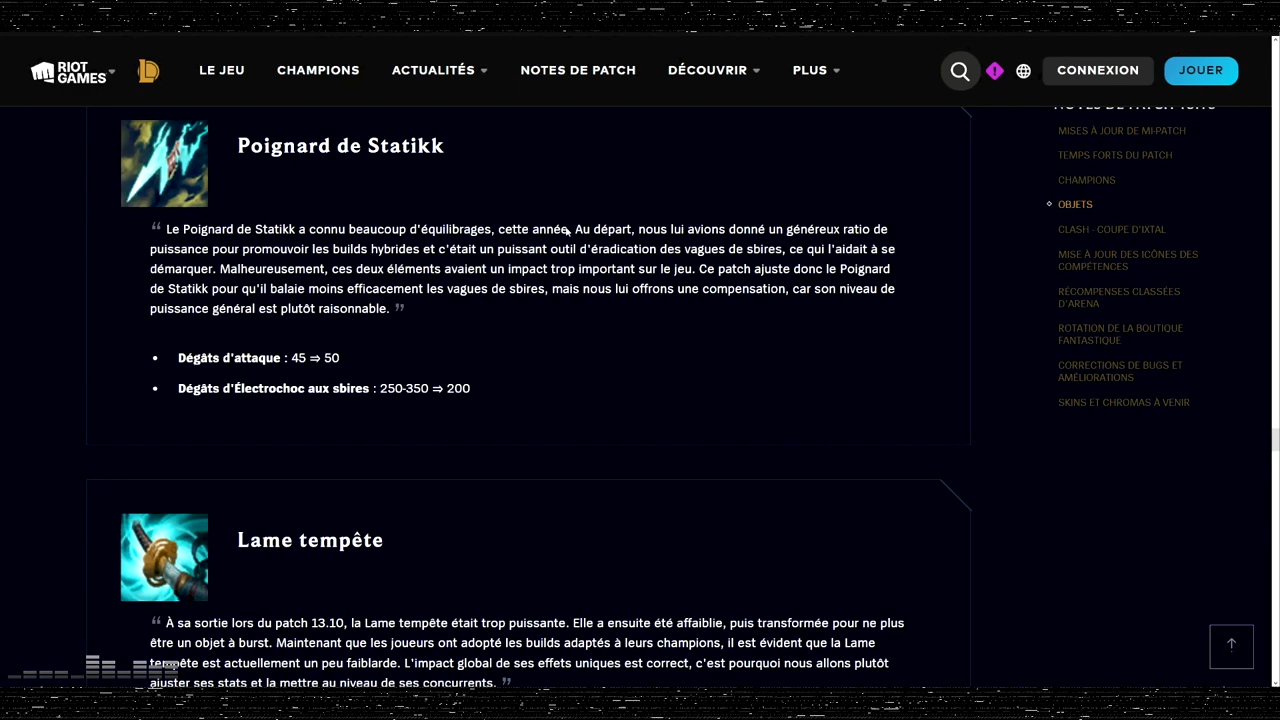 RIOT GAMES
LE JEU
CHAMPIONS
ACTUALITÉS
NOTES DE PATCH
DÉCOUVRIR
PLUS
CONNEXION
JOUER
Poignard de Statikk
“ Le Poignard de Statikk a connu beaucoup d'équilibrages, cette année. Au départ, nous lui avions donné un généreux ratio de
puissance pour promouvoir les builds hybrides et c'était un puissant outil d'éradication des vagues de sbires, ce qui l'aidait à se
démarquer. Malheureusement, ces deux éléments avaient un impact trop important sur le jeu. Ce patch ajuste donc le Poignard
de Statikk pour qu'il balaie moins efficacement les vagues de sbires, mais nous lui offrons une compensation, car son niveau de
puissance général est plutôt raisonnable. ”
• Dégâts d'attaque : 45 ⇒ 50
• Dégâts d'Électrochoc aux sbires : 250-350 ⇒ 200
Lame tempête
“ À sa sortie lors du patch 13.10, la Lame tempête était trop puissante. Elle a ensuite été affaiblie, puis transformée pour ne plus
être un objet à burst. Maintenant que les joueurs ont adopté les builds adaptés à leurs champions, il est évident que la Lame
tempête est actuellement un peu faiblarde. L'impact global de ses effets uniques est correct, c'est pourquoi nous allons plutôt
ajuster ses stats et la mettre au niveau de ses concurrents. ”
MISES À JOUR DE MI-PATCH
TEMPS FORTS DU PATCH
CHAMPIONS
OBJETS
CLASH - COUPE D'IXTAL
MISE À JOUR DES ICÔNES DES
COMPÉTENCES
RÉCOMPENSES CLASSÉES
D'ARENA
ROTATION DE LA BOUTIQUE
FANTASTIQUE
CORRECTIONS DE BUGS ET
AMÉLIORATIONS
SKINS ET CHROMAS À VENIR